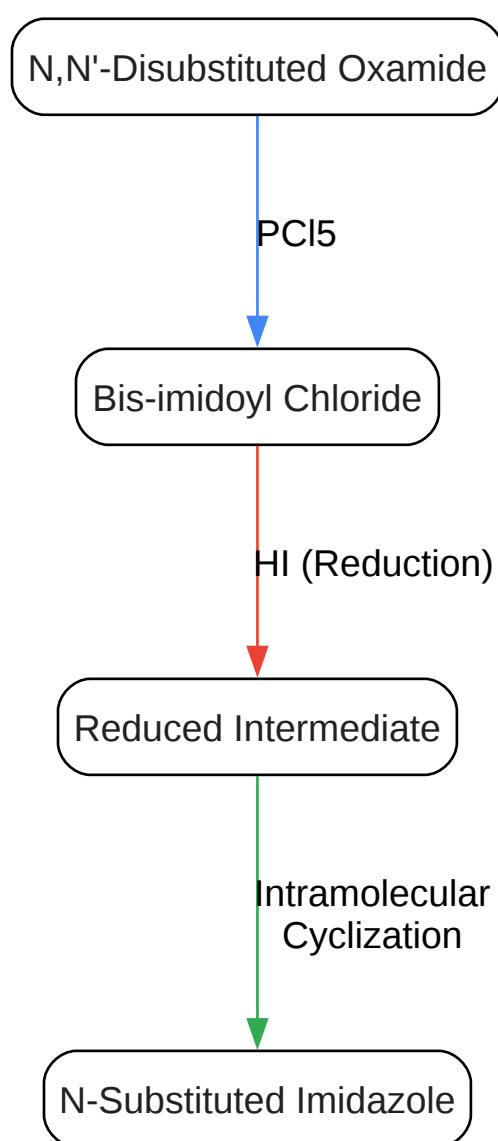 N,N'-Disubstituted Oxamide
PCl5
Bis-imidoyl Chloride
HI (Reduction)
Reduced Intermediate
Intramolecular
Cyclization
N-Substituted Imidazole